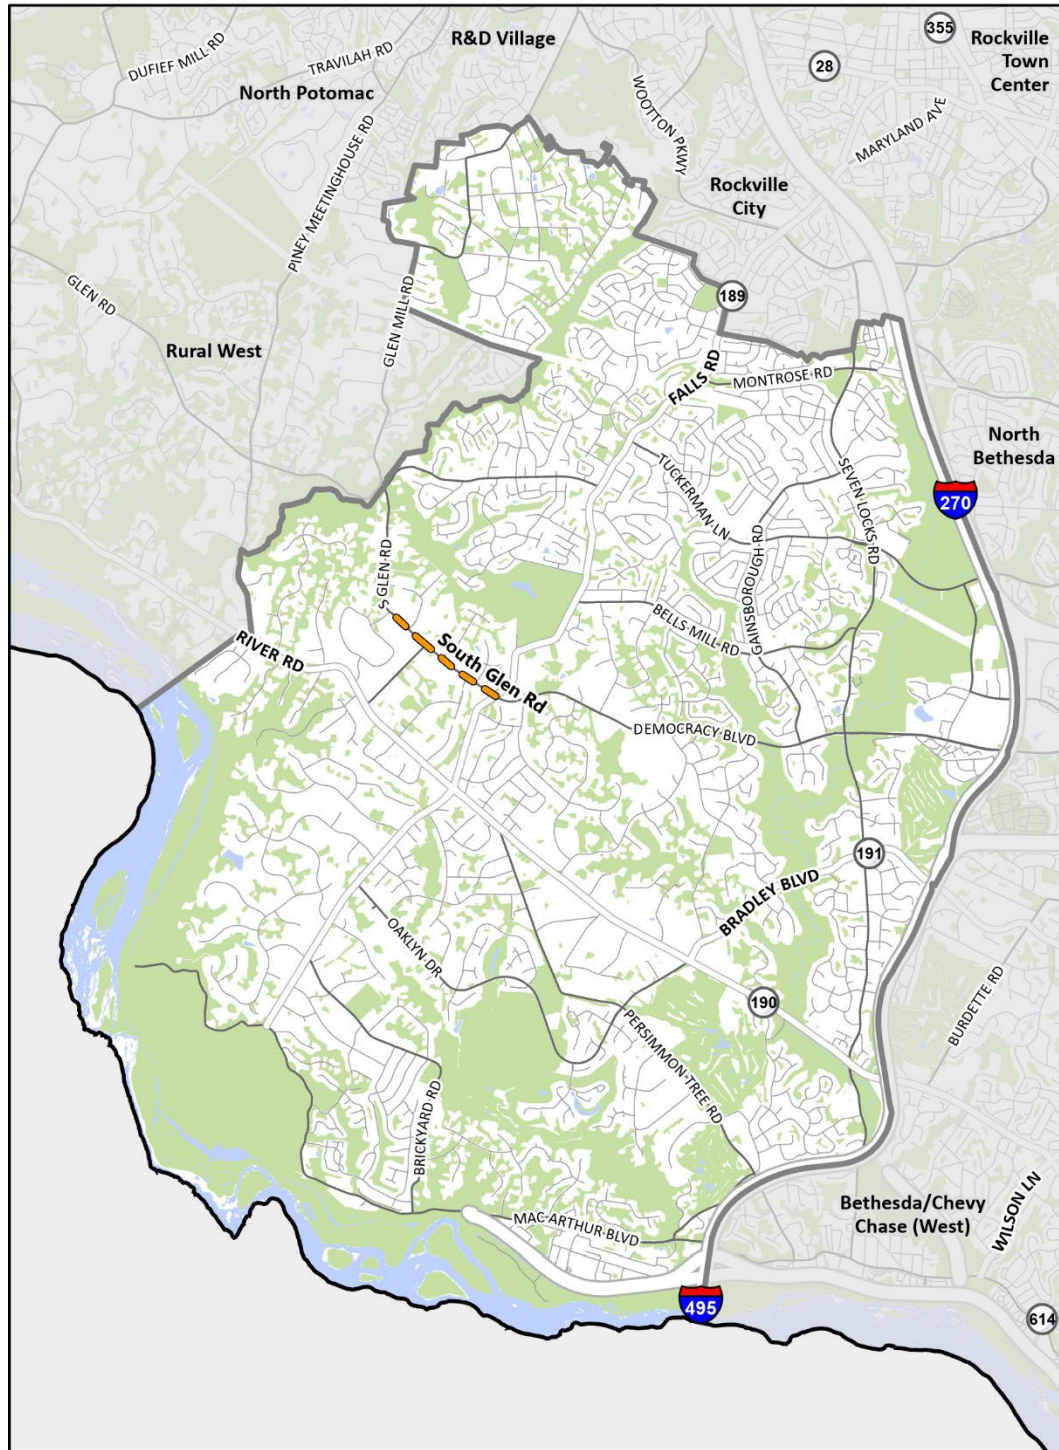 355
R&D Village
Rockville
Town
Center
DUFIEF MILL RD
TRAVILAH RD
28
North Potomac
WOOTTON PKWY
MARYLAND AVE
PINEY MEETINGHOUSE RD
Rockville
City
GLEN RD
GLEN MILL RD
189
Rural West
FALLS RD
MONTROSE RD
North
Bethesda
TUCKERMAN LN
SEVEN LOCKS RD
270
GAINSBOROUGH RD
S GLEN RD
BELLS MILL RD
RIVER RD
South Glen Rd
DEMOCRACY BLVD
191
BRADLEY BLVD
OAKLYN DR
190
BURDETTE RD
PERSIMMON TREE RD
BRICKYARD RD
Bethesda/Chevy
Chase (West)
WILSON LN
MAC ARTHUR BLVD
495
614